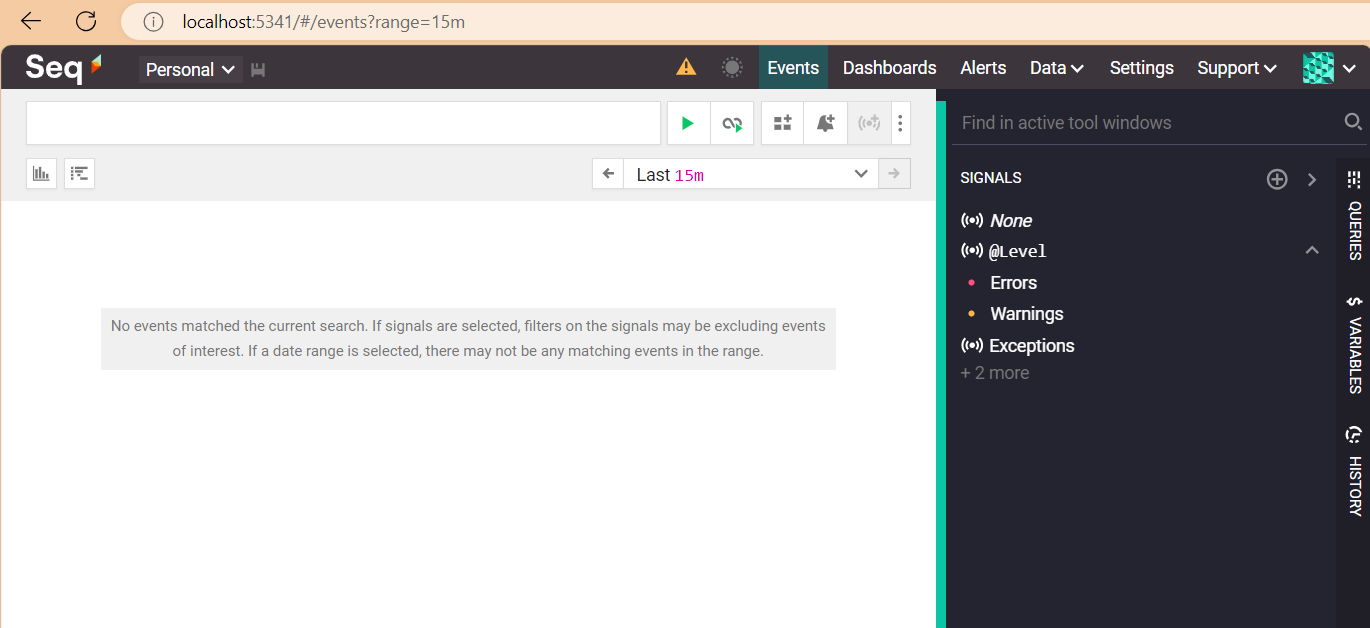 localhost:5341/#/events?range=15m
Seq Personal Events Dashboards Alerts Data Settings Support
Find in active tool windows
Last 15m
SIGNALS
None
@Level
Errors
Warnings
Exceptions
+ 2 more
QUERIES
VARIABLES
HISTORY
No events matched the current search. If signals are selected, filters on the signals may be excluding events
of interest. If a date range is selected, there may not be any matching events in the range.